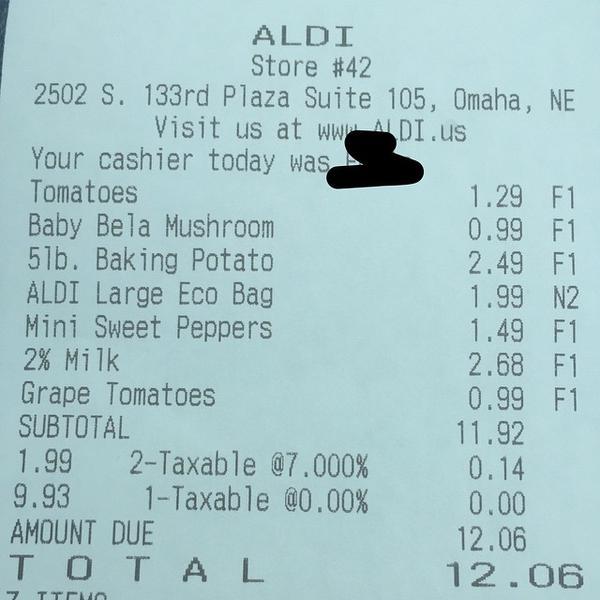 ALDI
Store #42
2502 S. 133rd Plaza Suite 105, Omaha, NE
Visit us at www.ALDI.us
Your cashier today was
Tomatoes 1.29 F1
Baby Bela Mushroom 0.99 F1
5lb. Baking Potato 2.49 F1
ALDI Large Eco Bag 1.99 N2
Mini Sweet Peppers 1.49 F1
2% Milk 2.68 F1
Grape Tomatoes 0.99 F1
SUBTOTAL 11.92
1.99 2-Taxable @7.000% 0.14
9.93 1-Taxable @0.00% 0.00
AMOUNT DUE 12.06
TOTAL 12.06
7 ITEMS